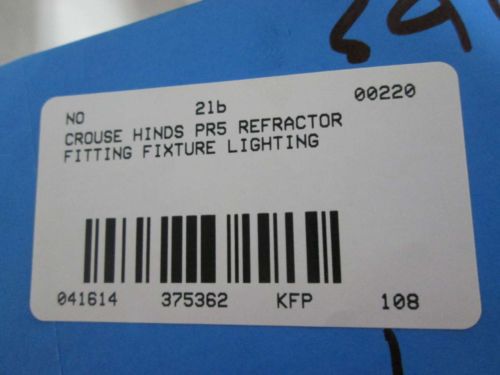 NO 21b 00220
CROUSE HINDS PR5 REFRACTOR
FITTING FIXTURE LIGHTING
041614 375362 KFP 108